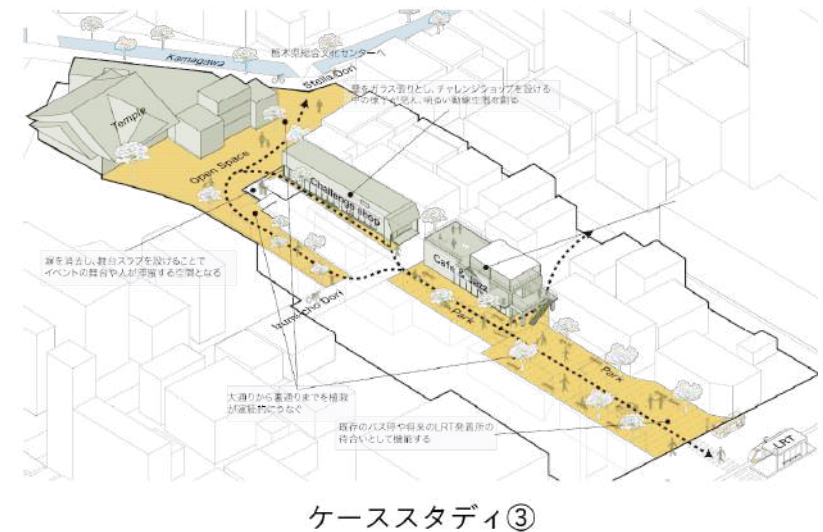 栃木県総合文化センターへ
Kamagawa
Stella Dori
壁をガラス張りとし、チャレンジショップを設ける
中の様子が見え、明るい動線空間を創る
Temple
Open Space
Challenge shop
塀を消去し、舞台スラブを設けることで
イベントの舞台や人が滞留する空間となる
Cafe &
Izumicho Dori
Park
Park
大通りから裏通りまでを植栽
が連続的につなぐ
既存のバス停や将来のLRT発着所の
待合いとして機能する
LRT
ケーススタディ③